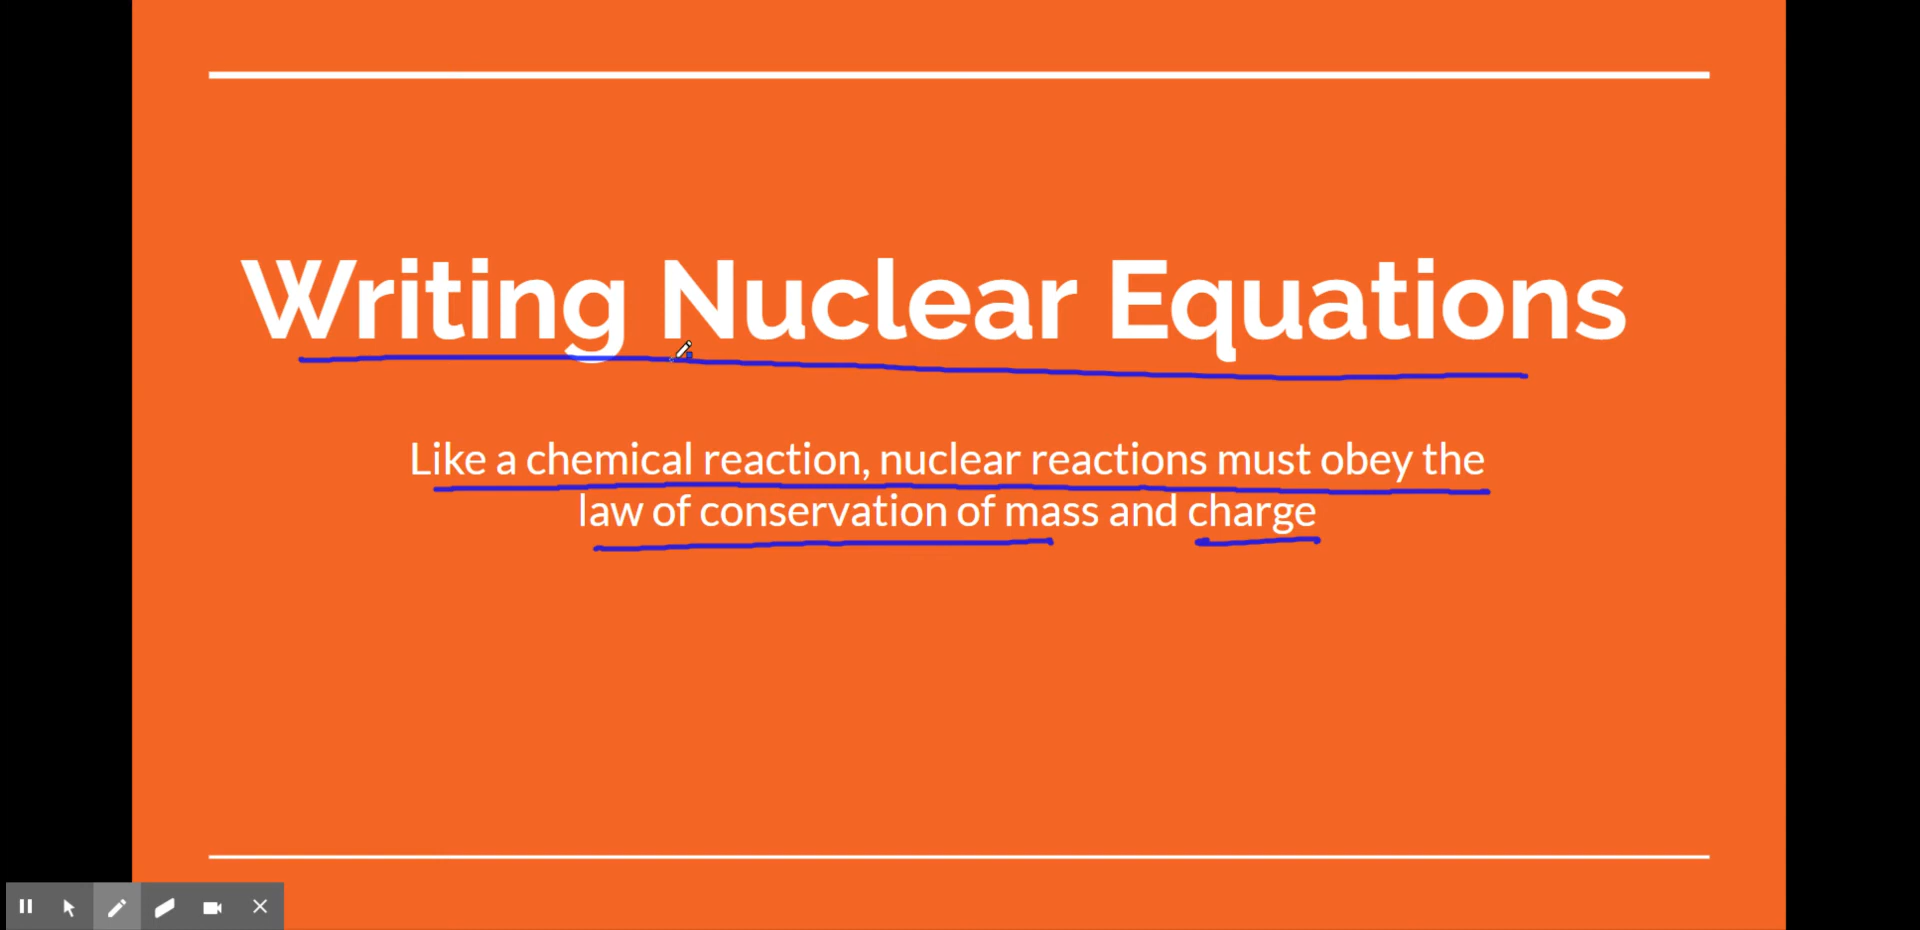 Writing Nuclear Equations
Like a chemical reaction, nuclear reactions must obey the
law of conservation of mass and charge